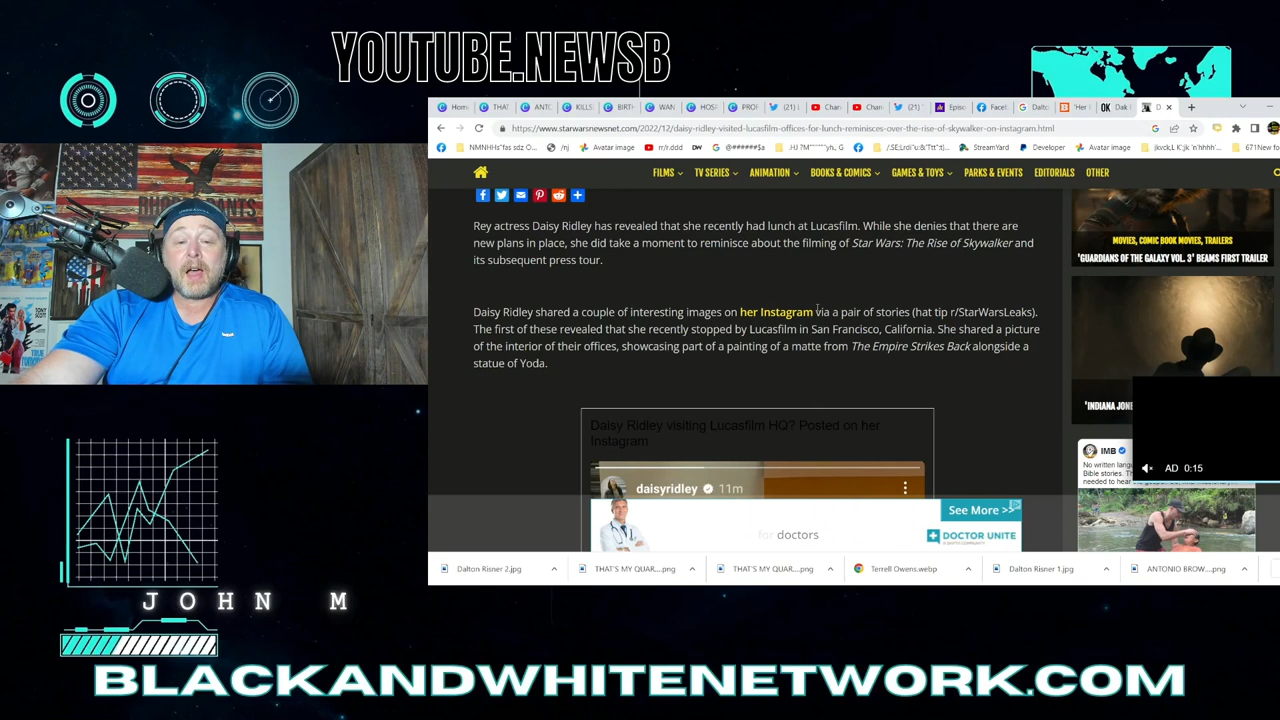 YOUTUBE.NEWSB
https://www.starwarsnewsnet.com/2022/12/daisy-ridley-visited-lucasfilm-offices-for-lunch-reminisces-over-the-rise-of-skywalker-on-instagram.html
Avatar image r/r.ddd StreamYard Developer Avatar image
FILMS TV SERIES ANIMATION BOOKS & COMICS GAMES & TOYS PARKS & EVENTS EDITORIALS OTHER
Rey actress Daisy Ridley has revealed that she recently had lunch at Lucasfilm. While she denies that there are
new plans in place, she did take a moment to reminisce about the filming of Star Wars: The Rise of Skywalker and
its subsequent press tour.
MOVIES, COMIC BOOK MOVIES, TRAILERS
'GUARDIANS OF THE GALAXY VOL. 3' BEAMS FIRST TRAILER
Daisy Ridley shared a couple of interesting images on her Instagram via a pair of stories (hat tip r/StarWarsLeaks).
The first of these revealed that she recently stopped by Lucasfilm in San Francisco, California. She shared a picture
of the interior of their offices, showcasing part of a painting of a matte from The Empire Strikes Back alongside a
statue of Yoda.
'INDIANA JONE
Daisy Ridley visiting Lucasfilm HQ? Posted on her
Instagram
IMB
AD 0:15
daisyridley 11m
See More >>
for doctors
DOCTOR UNITE
Dalton Risner 2.jpg THAT'S MY QUAR....png THAT'S MY QUAR....png Terrell Owens.webp Dalton Risner 1.jpg ANTONIO BROW....png
JOHN M
BLACKANDWHITENETWORK.COM